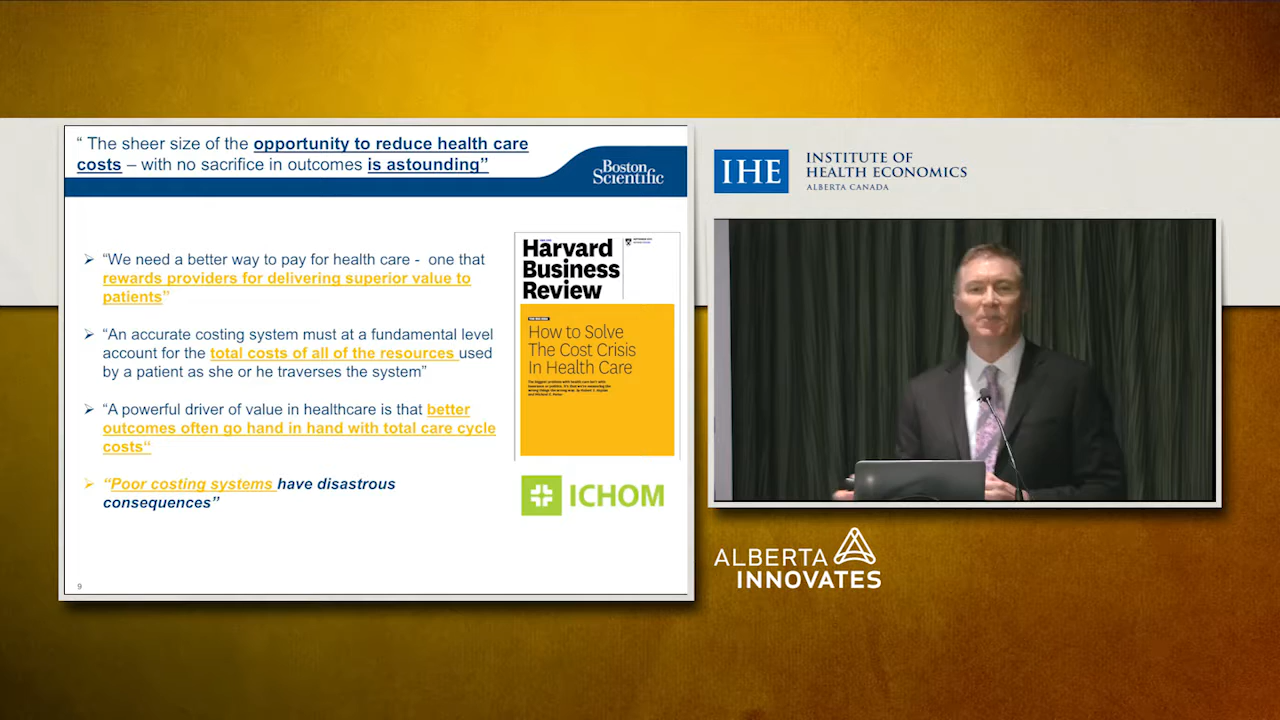 “ The sheer size of the opportunity to reduce health care
costs – with no sacrifice in outcomes is astounding”
Boston
Scientific
“We need a better way to pay for health care - one that
rewards providers for delivering superior value to
patients”
“An accurate costing system must at a fundamental level
account for the total costs of all of the resources used
by a patient as she or he traverses the system”
“A powerful driver of value in healthcare is that better
outcomes often go hand in hand with total care cycle
costs“
“Poor costing systems have disastrous
consequences”
9
Harvard
Business
Review
How to Solve
The Cost Crisis
In Health Care
ICHOM
IHE
INSTITUTE OF
HEALTH ECONOMICS
ALBERTA CANADA
ALBERTA
INNOVATES